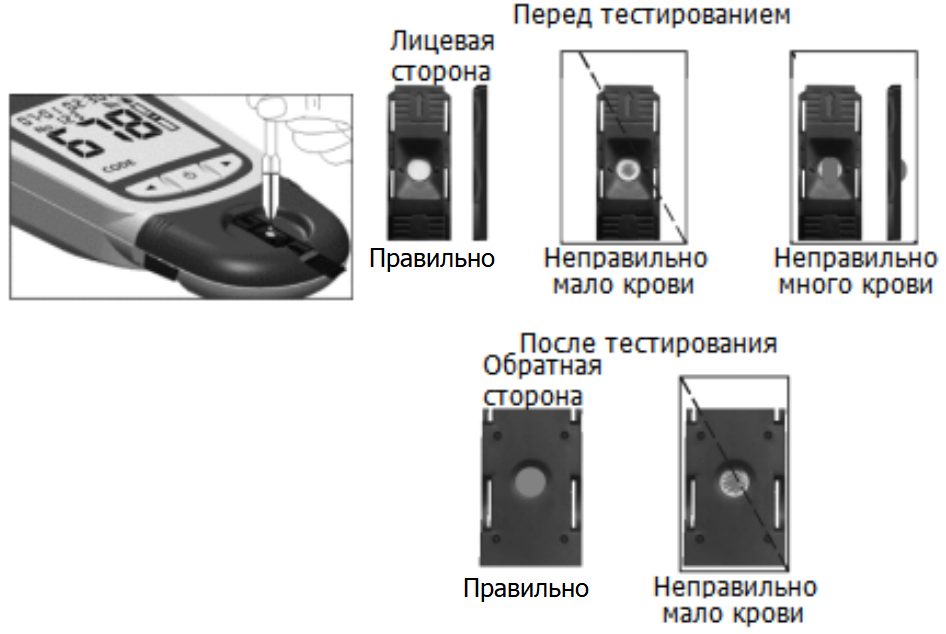 Перед тестированием
Лицевая
сторона
CODE
678
Правильно
Неправильно
мало крови
Неправильно
много крови
После тестирования
Обратная
сторона
Правильно
Неправильно
мало крови